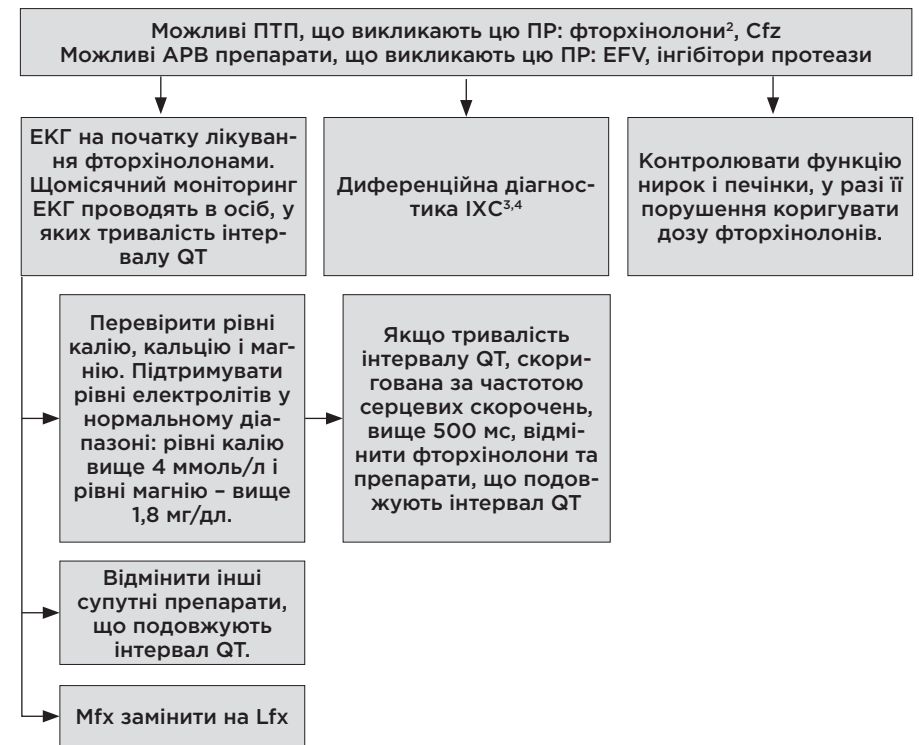 Можливі ПТП, що викликають цю ПР: фторхінолони², Cfz
Можливі АРВ препарати, що викликають цю ПР: EFV, інгібітори протеази
ЕКГ на початку лікуван-
ня фторхінолонами.
Щомісячний моніторинг
ЕКГ проводять в осіб, у
яких тривалість інтер-
валу QT
Диференційна діагнос-
тика ІХС³,⁴
Контролювати функцію
нирок і печінки, у разі її
порушення коригувати
дозу фторхінолонів.
Перевірити рівні
калію, кальцію і маг-
нію. Підтримувати
рівні електролітів у
нормальному діа-
пазоні: рівні калію
вище 4 ммоль/л і
рівні магнію – вище
1,8 мг/дл.
Якщо тривалість
інтервалу QT, скори-
гована за частотою
серцевих скорочень,
вище 500 мс, відмі-
нити фторхінолони та
препарати, що подов-
жують інтервал QT
Відмінити інші
супутні препарати,
що подовжують
інтервал QT.
Mfx замінити на Lfx